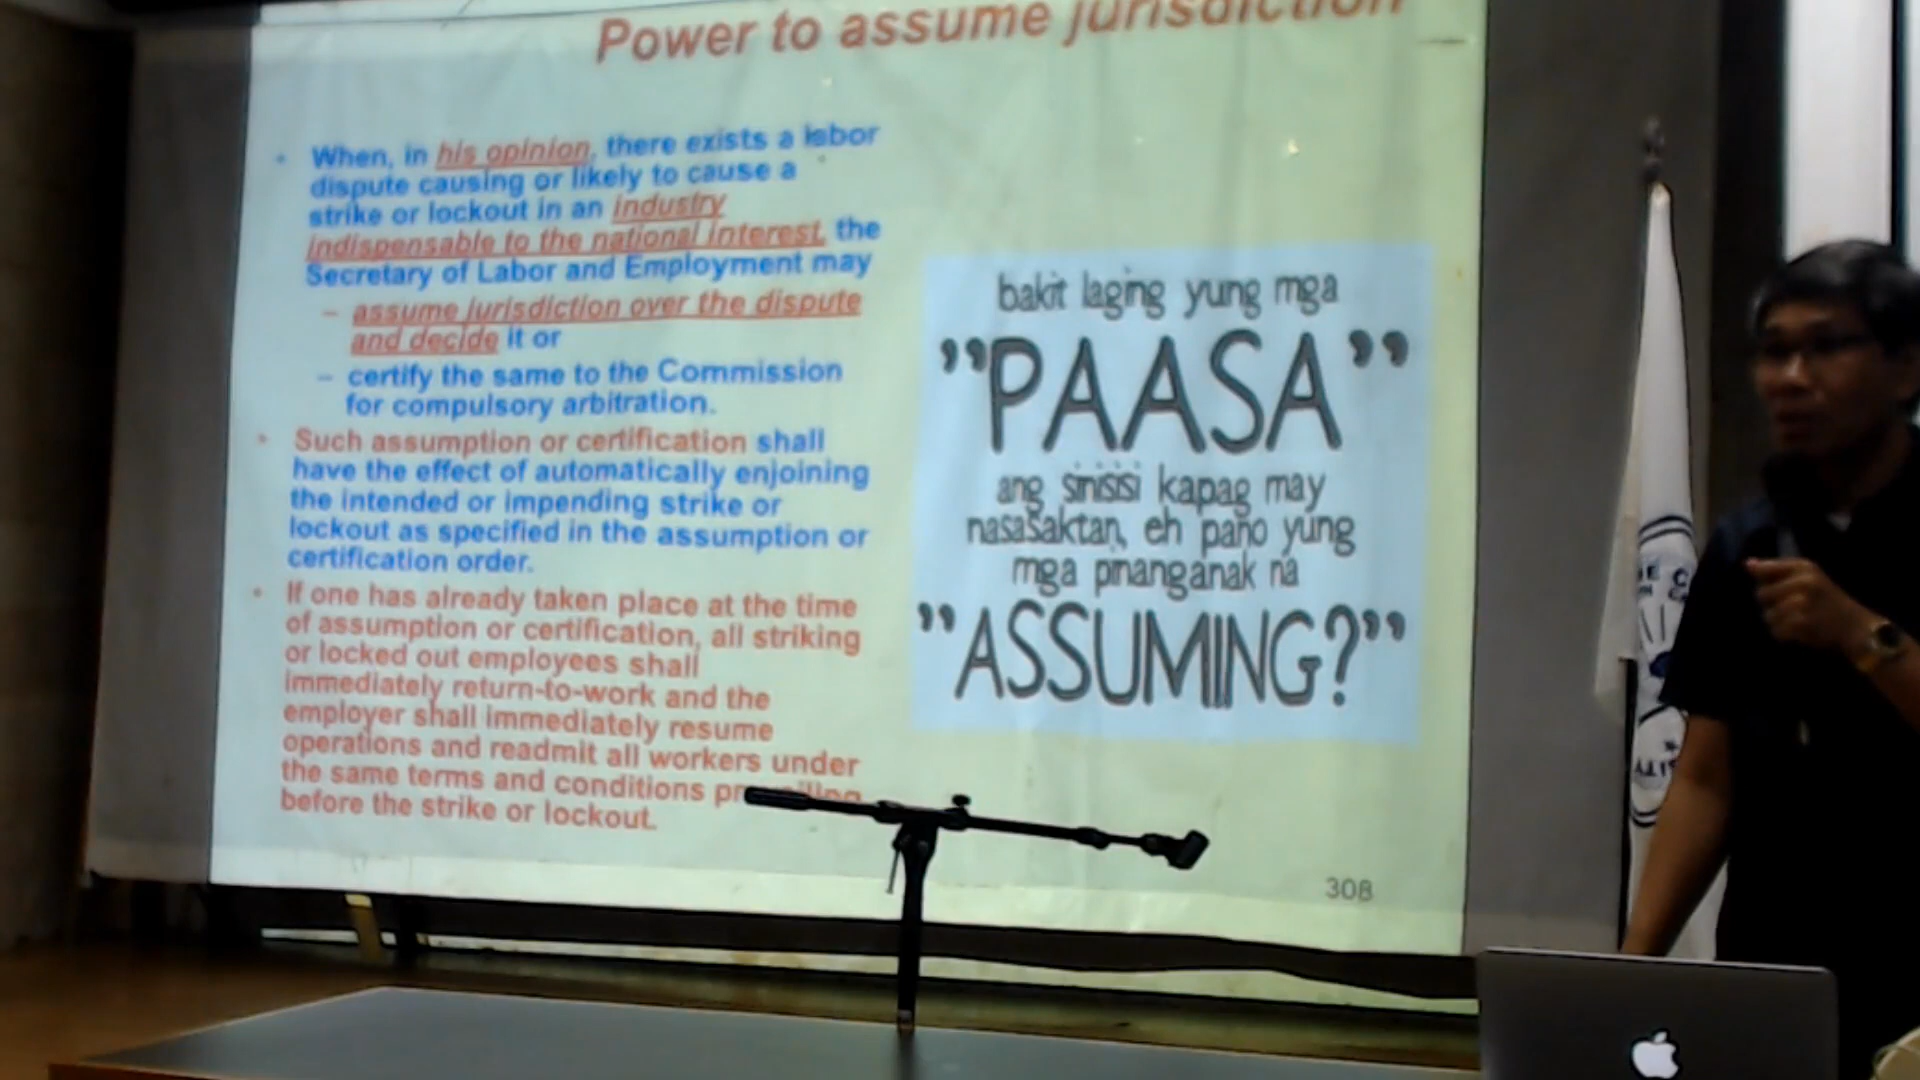 Power to assume jurisdiction
When, in his opinion, there exists a labor
dispute causing or likely to cause a
strike or lockout in an industry
indispensable to the national interest, the
Secretary of Labor and Employment may
– assume jurisdiction over the dispute
and decide it or
– certify the same to the Commission
for compulsory arbitration.
Such assumption or certification shall
have the effect of automatically enjoining
the intended or impending strike or
lockout as specified in the assumption or
certification order.
If one has already taken place at the time
of assumption or certification, all striking
or locked out employees shall
immediately return-to-work and the
employer shall immediately resume
operations and readmit all workers under
the same terms and conditions
before the strike or lockout.
bakit laging yung mga
"PAASA"
ang sinisisi kapag may
nasasaktan, eh pano yung
mga pinanganak na
"ASSUMING?"
308